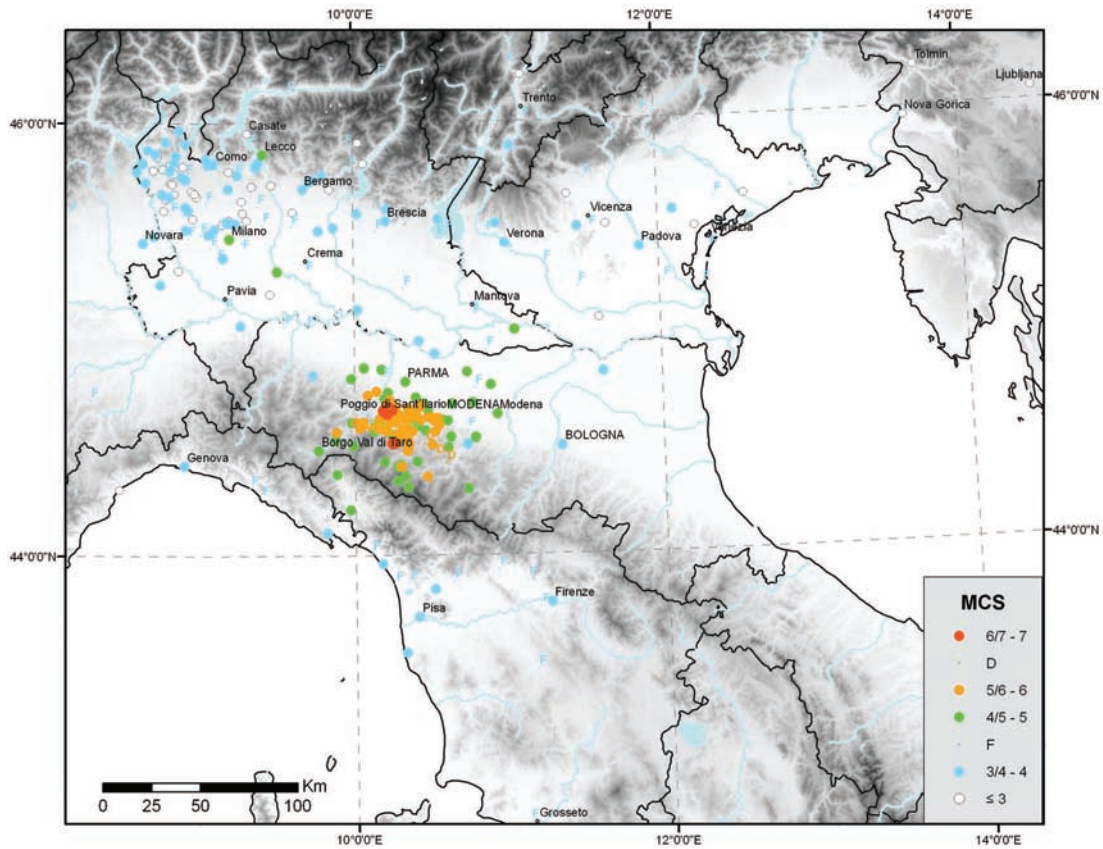 10°0'0"E
12°0'0"E
14°0'0"E
Tolmin
Ljubljana
Trento
46°0'0"N
46°0'0"N
Nova Gorica
Casate
Lecco
Como
Bergamo
Vicenza
Brescia
Novara
Milano
Verona
Padova
Venezia
Crema
Pavia
Mantova
PARMA
Poggio di Sant'IlarioMODENAModena
Borgo Val di Taro
BOLOGNA
Genova
44°0'0"N
44°0'0"N
Firenze
Pisa
MCS
6/7 - 7
D
5/6 - 6
4/5 - 5
F
3/4 - 4
≤ 3
Km
0 25 50 100
Grosseto
10°0'0"E
12°0'0"E
14°0'0"E